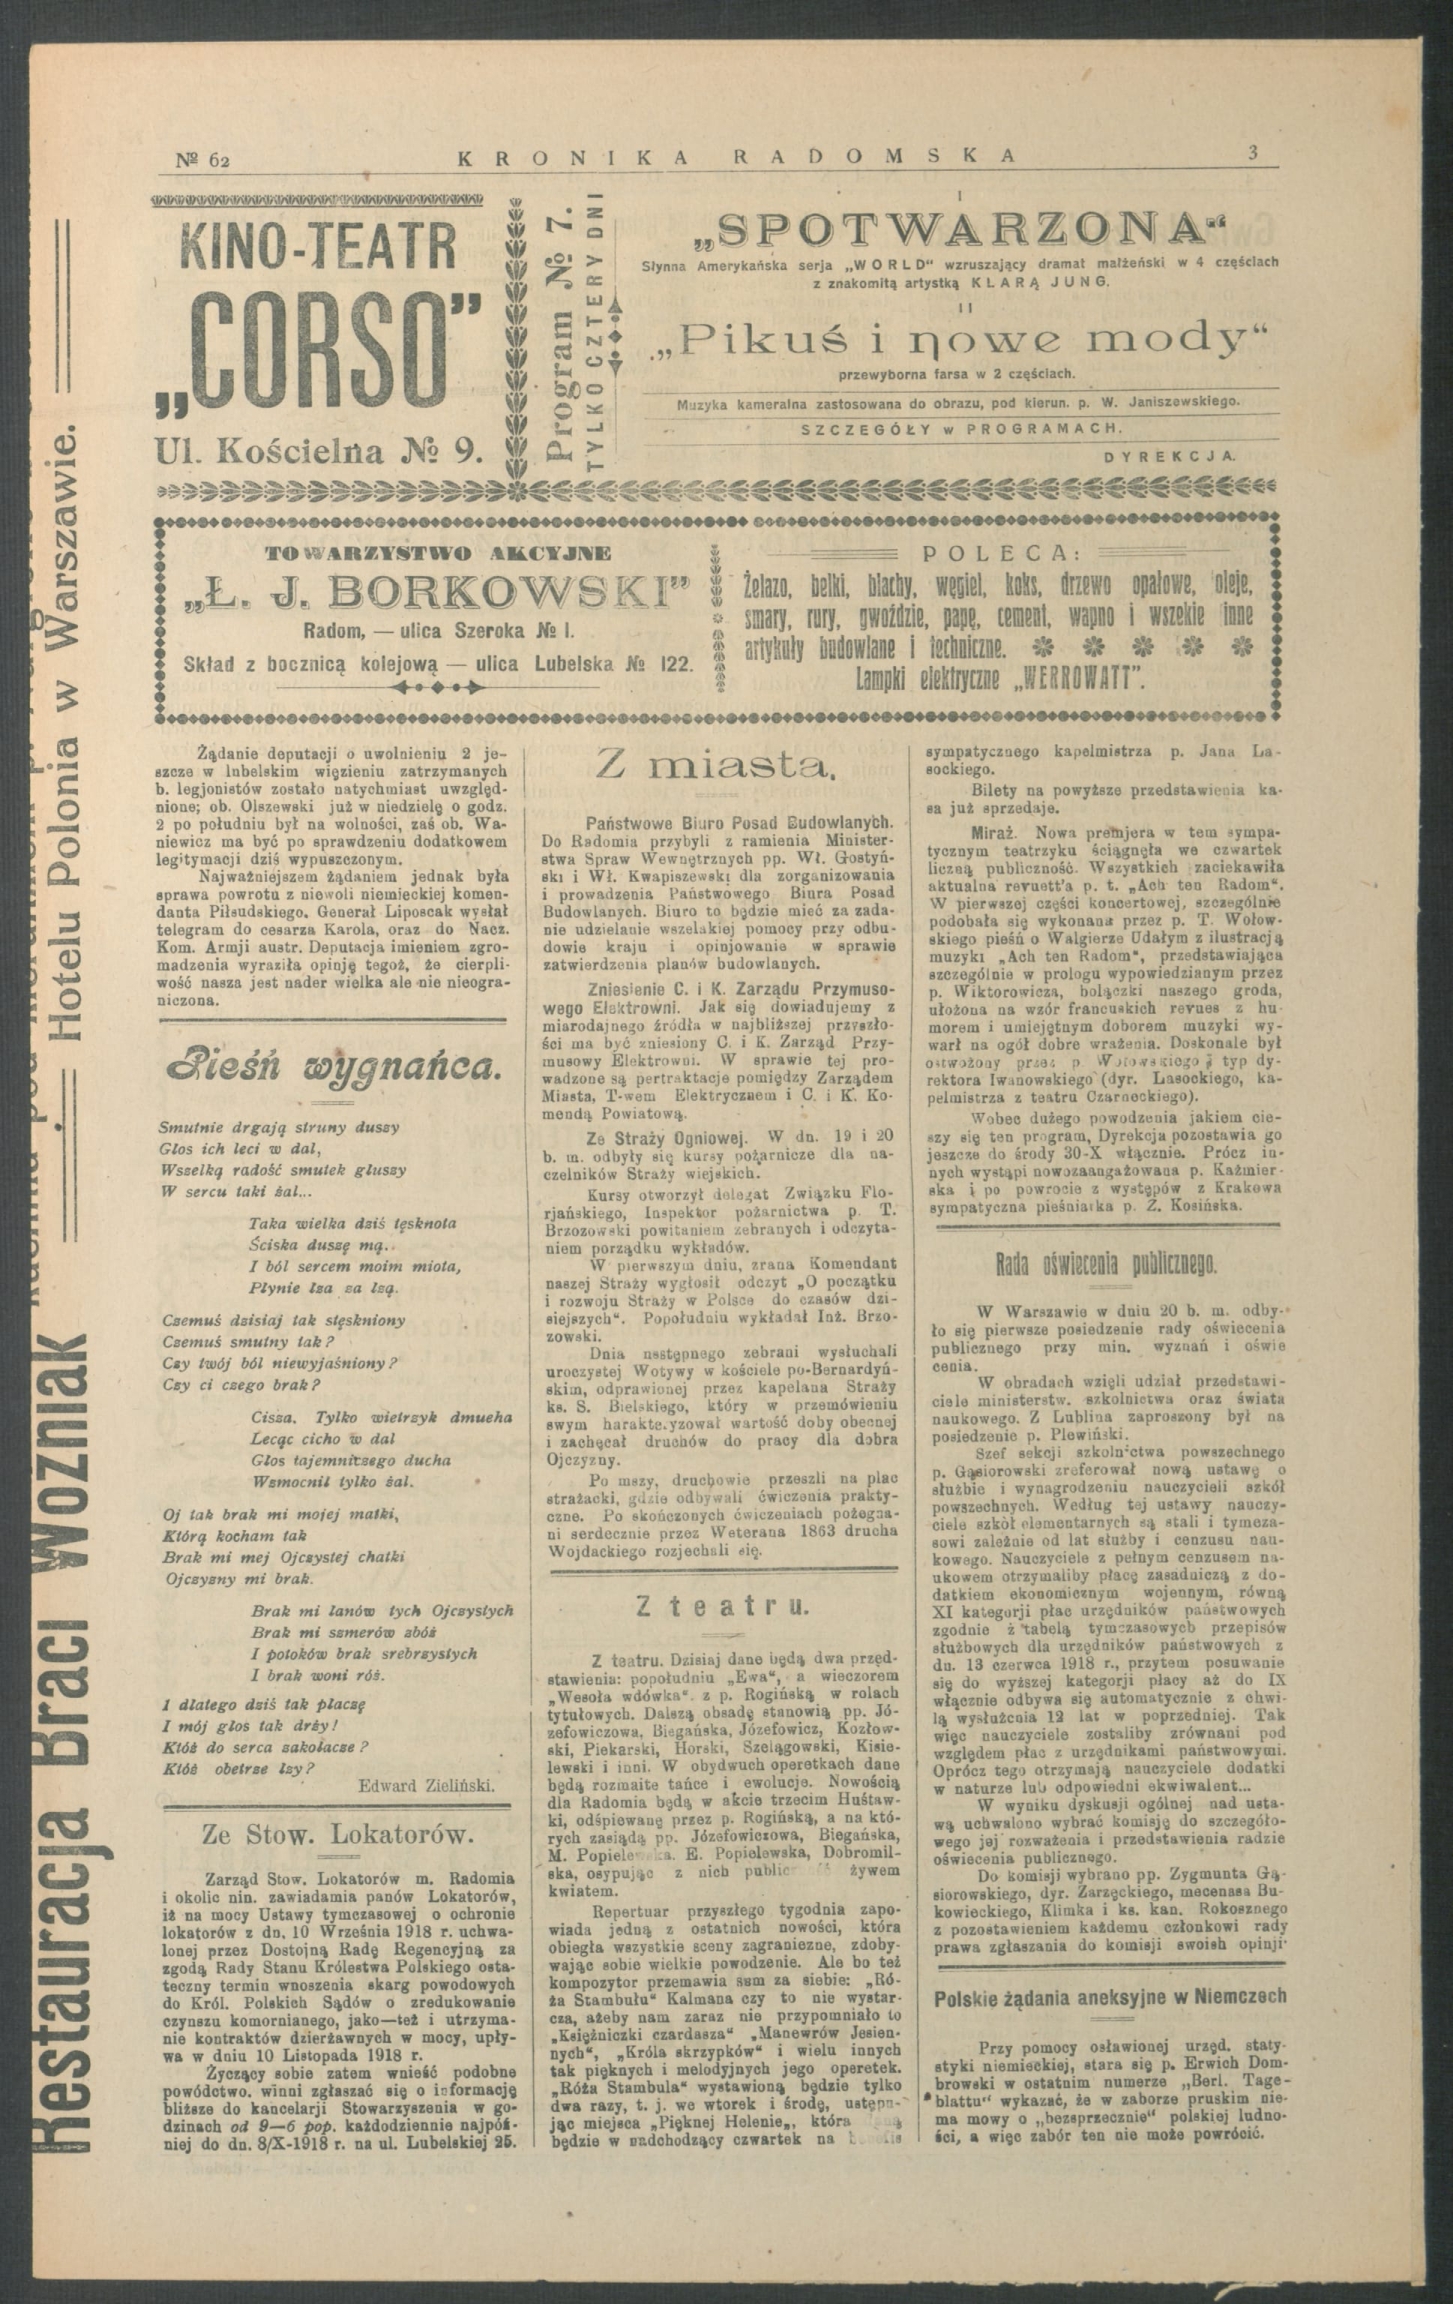 № 62
KRONIKA RADOMSKA
3
KINO-TEATR
„CORSO”
Ul. Kościelna № 9.
Program № 7.
TYLKO CZTERY DNI
I
„SPOTWARZONA“
Słynna Amerykańska serja „WORLD“ wzruszający dramat małżeński w 4 częściach
z znakomitą artystką KLARĄ JUNG.
II
„Pikuś i nowe mody“
przewyborna farsa w 2 częściach.
Muzyka kameralna zastosowana do obrazu, pod kierun. p. W. Janiszewskiego.
SZCZEGÓŁY w PROGRAMACH.
DYREKCJA.
TOWARZYSTWO AKCYJNE
„Ł. J. BORKOWSKI”
Radom, — ulica Szeroka № I.
Skład z bocznicą kolejową — ulica Lubelska № 122.
POLECA:
Żelazo, belki, blachy, węgiel, koks, drzewo opałowe, oleje,
smary, rury, gwoździe, papę, cement, wapno i wszekie inne
artykuły budowlane i techniczne.
Lampki elektryczne „WERROWATT”.
Restauracja Braci Woźniak
Hotelu Polonia w Warszawie.
Żądanie deputacji o uwolnieniu 2 je-
szcze w lubelskim więzieniu zatrzymanych
b. legjonistów zostało natychmiast uwzględ-
nione; ob. Olszewski już w niedzielę o godz.
2 po południu był na wolności, zaś ob. Wa-
niewicz ma być po sprawdzeniu dodatkowem
legitymacji dziś wypuszczonym.
Najważniejszem żądaniem jednak była
sprawa powrotu z niewoli niemieckiej komen-
danta Piłsudskiego. Generał Liposcak wysłał
telegram do cesarza Karola, oraz do Nacz.
Kom. Armji austr. Deputacja imieniem zgro-
madzenia wyraziła opinję tegoż, że cierpli-
wość nasza jest nader wielka ale nie nieogra-
niczona.
Pieśń wygnańca.
Smutnie drgają struny duszy
Głos ich leci w dal,
Wszelką radość smutek głuszy
W sercu taki żal...
Taka wielka dziś tęsknota
Ściska duszę mą..
I ból sercem moim miota,
Płynie łza za łzą.
Czemuś dzisiaj tak stęskniony
Czemuś smutny tak?
Czy twój ból niewyjaśniony?
Czy ci czego brak?
Cisza. Tylko wietrzyk dmucha
Lecąc cicho w dal
Głos tajemniczego ducha
Wzmocnił tylko żal.
Oj tak brak mi mojej matki,
Którą kocham tak
Brak mi mej Ojczystej chatki
Ojczyzny mi brak.
Brak mi łanów tych Ojczystych
Brak mi szmerów zbóż
I potoków brak srebrzystych
I brak woni róż.
I dlatego dziś tak płaczę
I mój głos tak drży!
Któż do serca zakołacze?
Któż obetrze łzy?
Edward Zieliński.
Ze Stow. Lokatorów.
Zarząd Stow. Lokatorów m. Radomia
i okolic nin. zawiadamia panów Lokatorów,
iż na mocy Ustawy tymczasowej o ochronie
lokatorów z dn. 10 Września 1918 r. uchwa-
lonej przez Dostojną Radę Regencyjną za
zgodą Rady Stanu Królestwa Polskiego osta-
teczny termin wnoszenia skarg powodowych
do Król. Polskich Sądów o zredukowanie
czynszu komornianego, jako—też i utrzyma-
nie kontraktów dzierżawnych w mocy, upły-
wa w dniu 10 Listopada 1918 r.
Życzący sobie zatem wnieść podobne
powództwo. winni zgłaszać się o informację
bliższe do kancelarji Stowarzyszenia w go-
dzinach od 9—6 pop. każdodziennie najpóź-
niej do dn. 8/X-1918 r. na ul. Lubelskiej 25.
Z miasta.
Państwowe Biuro Posad Budowlanych.
Do Radomia przybyli z ramienia Minister-
stwa Spraw Wewnętrznych pp. Wł. Gostyń-
ski i Wł. Kwapiszewski dla zorganizowania
i prowadzenia Państwowego Biura Posad
Budowlanych. Biuro to będzie mieć za zada-
nie udzielanie wszelakiej pomocy przy odbu-
dowie kraju i opinjowanie w sprawie
zatwierdzenia planów budowlanych.
Zniesienie C. i K. Zarządu Przymuso-
wego Elektrowni. Jak się dowiadujemy z
miarodajnego źródła w najbliższej przyszło-
ści ma być zniesiony C. i K. Zarząd Przy-
musowy Elektrowni. W sprawie tej pro-
wadzone są pertraktacje pomiędzy Zarządem
Miasta, T-wem Elektrycznem i C. i K. Ko-
mendą Powiatową.
Ze Straży Ogniowej. W dn. 19 i 20
b. m. odbyły się kursy pożarnicze dla na-
czelników Straży wiejskich.
Kursy otworzył delegat Związku Flo-
rjańskiego, Inspektor pożarnictwa p. T.
Brzozowski powitaniem zebranych i odczyta-
niem porządku wykładów.
W pierwszym dniu, zrana Komendant
naszej Straży wygłosił odczyt „O początku
i rozwoju Straży w Polsce do czasów dzi-
siejszych“. Popołudniu wykładał Inż. Brzo-
zowski.
Dnia następnego zebrani wysłuchali
uroczystej Wotywy w kościele po-Bernardyń-
skim, odprawionej przez kapelana Straży
ks. S. Bielskiego, który w przemówieniu
swym harakteryzował wartość doby obecnej
i zachęcał druchów do pracy dla dobra
Ojczyzny.
Po mszy, druchowie przeszli na plac
strażacki, gdzie odbywali ćwiczenia prakty-
czne. Po skończonych ćwiczeniach pożegna-
ni serdecznie przez Weterana 1863 drucha
Wojdackiego rozjechali się.
Z teatru.
Z teatru. Dzisiaj dane będą dwa przed-
stawienia: popołudniu „Ewa“, a wieczorem
„Wesoła wdówka“. z p. Rogińską w rolach
tytułowych. Dalszą obsadę stanowią pp. Jó-
zefowiczowa, Biegańska, Józefowicz, Kozłow-
ski, Piekarski, Horski, Szelągowski, Kisie-
lewski i inni. W obydwuch operetkach dane
będą rozmaite tańce i ewolucje. Nowością
dla Radomia będą w akcie trzecim Huśtaw-
ki, odśpiewane przez p. Rogińską, a na któ-
rych zasiądą pp. Józefowiczowa, Biegańska,
M. E. Popielewska, Dobromil-
ska, osypując z nich żywem
kwiatem.
Repertuar przyszłego tygodnia zapo-
wiada jedną z ostatnich nowości, która
obiegła wszystkie sceny zagraniczne, zdoby-
wając sobie wielkie powodzenie. Ale bo też
kompozytor przemawia sam za siebie: „Ró-
ża Stambułu“ Kalmana czy to nie wystar-
cza, ażeby nam zaraz nie przypomniało to
„Księżniczki czardasza“ „Manewrów Jesien-
nych“, „Króla skrzypków“ i wielu innych
tak pięknych i melodyjnych jego operetek.
„Róża Stambuła“ wystawioną będzie tylko
dwa razy, t. j. we wtorek i środę, ustępu-
jąc miejsca „Pięknej Helenie„, która
będzie w nadchodzący czwartek na
sympatycznego kapelmistrza p. Jana La-
sockiego.
Bilety na powyższe przedstawienia ka-
sa już sprzedaje.
Miraż. Nowa premjera w tem sympa-
tycznym teatrzyku ściągnęła we czwartek
liczną publiczność. Wszystkich zaciekawiła
aktualna revuett'a p. t. „Ach ten Radom“.
W pierwszej części koncertowej, szczególnie
podobała się wykonana przez p. T. Wołow-
skiego pieśń o Walgierze Udałym z ilustracją
muzyki „Ach ten Radom“, przedstawiająca
szczególnie w prologu wypowiedzianym przez
p. Wiktorowicza, bolączki naszego groda,
ułożona na wzór francuskich revues z hu-
morem i umiejętnym doborem muzyki wy-
warł na ogół dobre wrażenia. Doskonale był
przez p. Wołowskiego typ dy-
rektora Iwanowskiego (dyr. Lasockiego, ka-
pelmistrza z teatru Czarneckiego).
Wobec dużego powodzenia jakiem cie-
szy się ten program, Dyrekcja pozostawia go
jeszcze do środy 30-X włącznie. Prócz in-
nych wystąpi nowozaangażowana p. Kaźmier-
ska i po powrocie z występów z Krakowa
sympatyczna pieśniarka p. Z. Kosińska.
Rada oświecenia publicznego.
W Warszawie w dniu 20 b. m. odby-
ło się pierwsze posiedzenie rady oświecenia
publicznego przy min. wyznań i oświe
cenia.
W obradach wzięli udział przedstawi-
ciele ministerstw. szkolnictwa oraz świata
naukowego. Z Lublina zaproszony był na
posiedzenie p. Plewiński.
Szef sekcji szkolnictwa powszechnego
p. Gąsiorowski zreferował nową ustawę o
służbie i wynagrodzeniu nauczycieli szkół
powszechnych. Według tej ustawy nauczy-
ciele szkół elementarnych są stali i tymcza-
sowi zależnie od lat służby i cenzusu nau-
kowego. Nauczyciele z pełnym cenzusem na-
ukowem otrzymaliby płacę zasadniczą z do-
datkiem ekonomicznym wojennym, równą
XI kategorji płac urzędników państwowych
zgodnie z tabelą tymczasowych przepisów
służbowych dla urzędników państwowych z
dn. 13 czerwca 1918 r., przytem posuwanie
się do wyższej kategorji płacy aż do IX
włącznie odbywa się automatycznie z chwi-
lą wysłużenia 12 lat w poprzedniej. Tak
więc nauczyciele zostaliby zrównani pod
względem płac z urzędnikami państwowymi.
Oprócz tego otrzymają nauczyciele dodatki
w naturze lub odpowiedni ekwiwalent...
W wyniku dyskusji ogólnej nad usta-
wą uchwalono wybrać komisję do szczegóło-
wego jej rozważenia i przedstawienia radzie
oświecenia publicznego.
Do komisji wybrano pp. Zygmunta Gą-
siorowskiego, dyr. Zarzęckiego, mecenasa Bu-
kowieckiego, Klimka i ks. kan. Rokosznego
z pozostawieniem każdemu członkowi rady
prawa zgłaszania do komisji swoish opinji
Polskie żądania aneksyjne w Niemczech
Przy pomocy osławionej urzęd. staty-
styki niemieckiej, stara się p. Erwich Dom-
browski w ostatnim numerze „Berl. Tage-
blattu“ wykazać, że w zaborze pruskim nie-
ma mowy o „bezsprzecznie“ polskiej ludno-
ści, a więc zabór ten nie może powrócić.